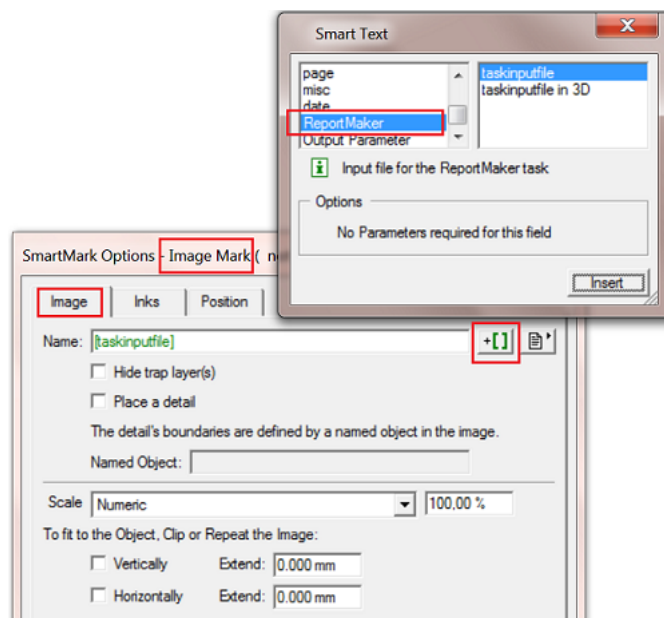 Smart Text
page
misc
date
ReportMaker
Output Parameter
taskinputfile
taskinputfile in 3D
Input file for the ReportMaker task
Options
No Parameters required for this field
Insert
SmartMark Options - Image Mark (
Image Inks Position
Name: [taskinputfile] +[]
Hide trap layer(s)
Place a detail
The detail's boundaries are defined by a named object in the image.
Named Object:
Scale Numeric 100,00 %
To fit to the Object, Clip or Repeat the Image:
Vertically Extend: 0.000 mm
Horizontally Extend: 0.000 mm